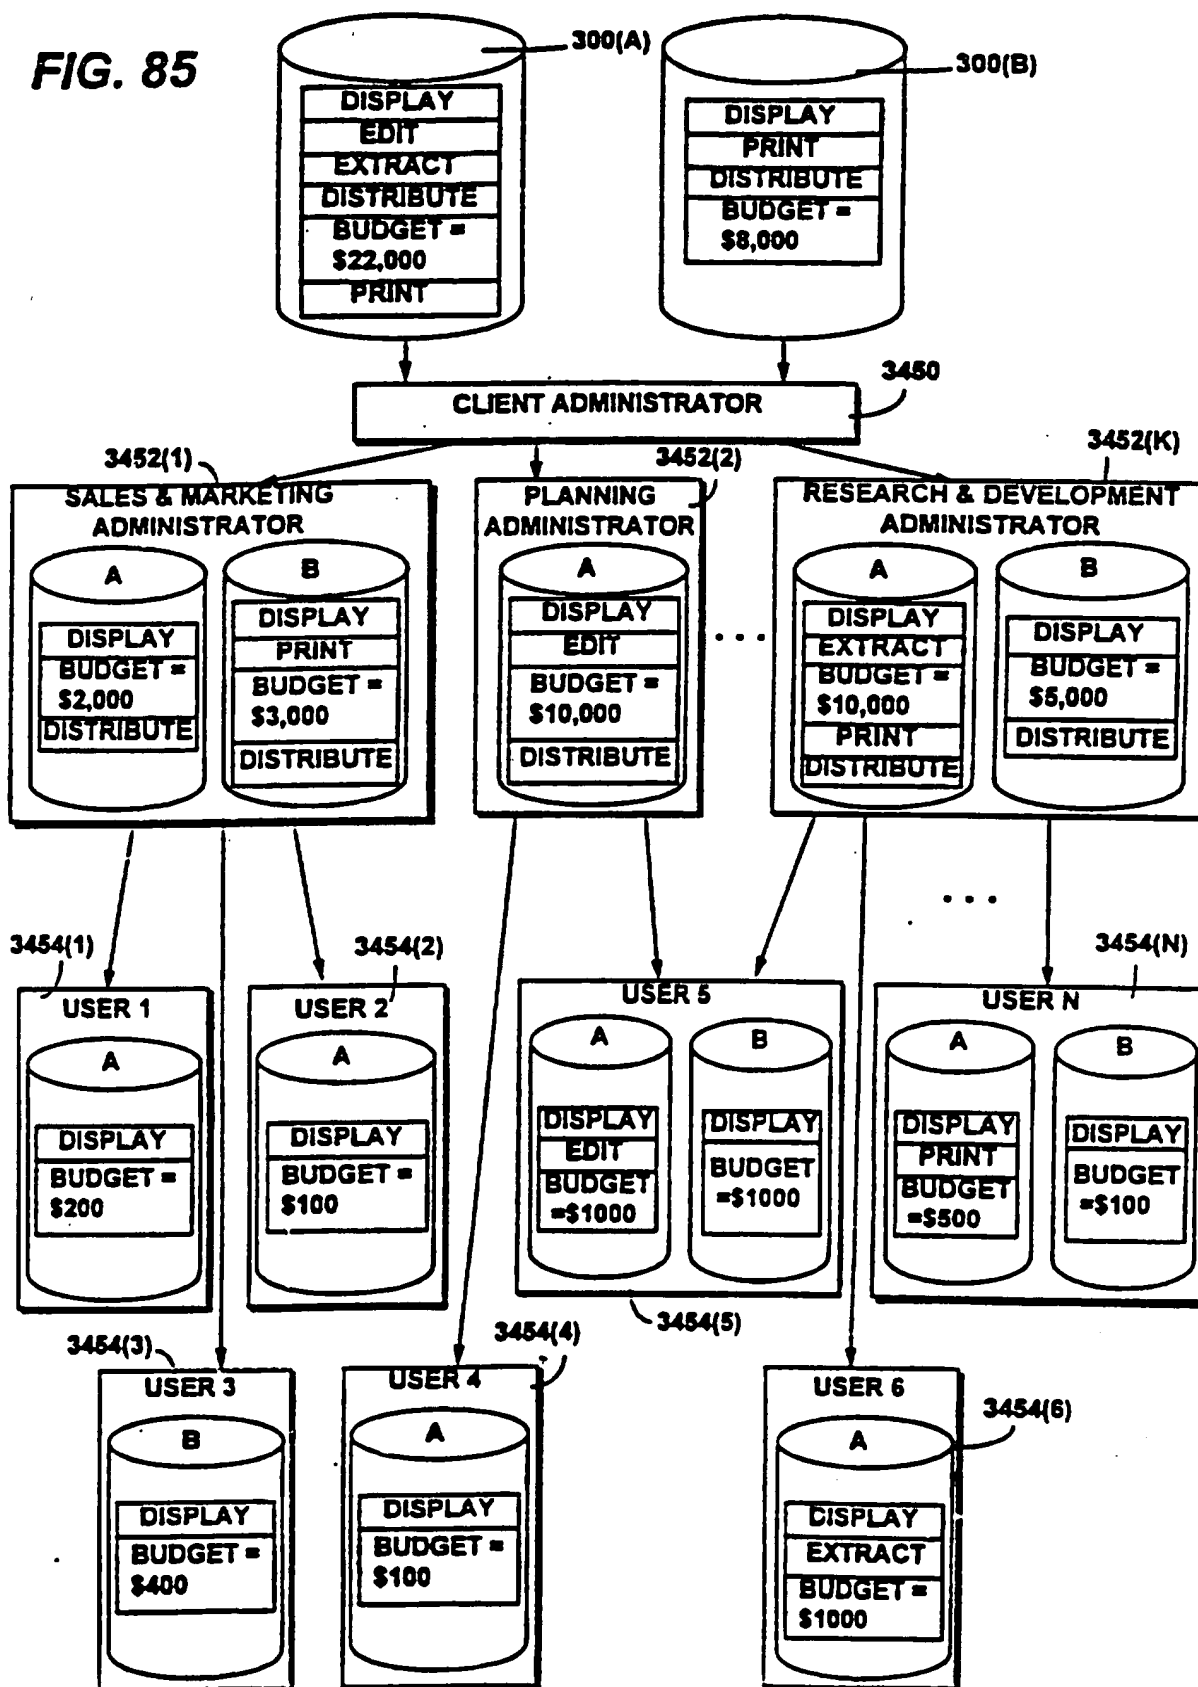 FIG. 85
300(A)
DISPLAY
EDIT
EXTRACT
DISTRIBUTE
BUDGET =
$22,000
PRINT
300(B)
DISPLAY
PRINT
DISTRIBUTE
BUDGET =
$8,000
3450
CLIENT ADMINISTRATOR
3452(1)
SALES & MARKETING
ADMINISTRATOR
A
DISPLAY
BUDGET =
$2,000
DISTRIBUTE
B
DISPLAY
PRINT
BUDGET =
$3,000
DISTRIBUTE
3452(2)
PLANNING
ADMINISTRATOR
A
DISPLAY
EDIT
BUDGET =
$10,000
DISTRIBUTE
. . .
3452(K)
RESEARCH & DEVELOPMENT
ADMINISTRATOR
A
DISPLAY
EXTRACT
BUDGET =
$10,000
PRINT
DISTRIBUTE
B
DISPLAY
BUDGET =
$5,000
DISTRIBUTE
. . .
3454(1)
USER 1
A
DISPLAY
BUDGET =
$200
3454(2)
USER 2
A
DISPLAY
BUDGET =
$100
USER 5
A
DISPLAY
EDIT
BUDGET
=$1000
B
DISPLAY
BUDGET
=$1000
3454(5)
3454(N)
USER N
A
DISPLAY
PRINT
BUDGET
=$500
B
DISPLAY
BUDGET
=$100
3454(3)
USER 3
B
DISPLAY
BUDGET =
$400
3454(4)
USER 4
A
DISPLAY
BUDGET =
$100
USER 6
3454(6)
A
DISPLAY
EXTRACT
BUDGET =
$1000